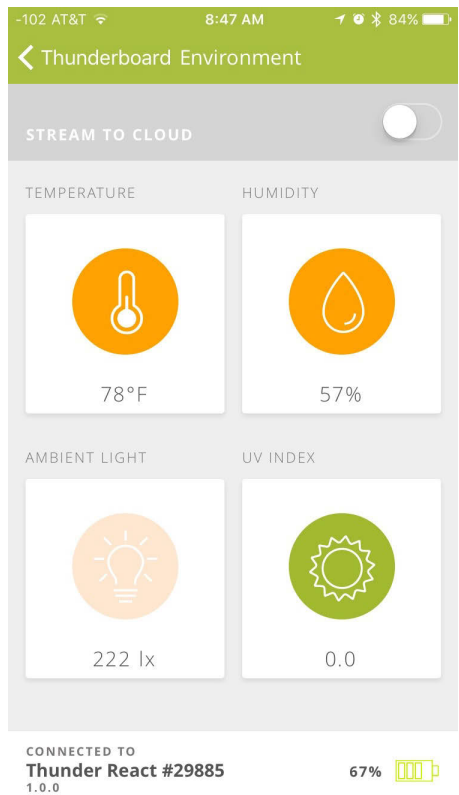 -102 AT&T 8:47 AM 84%
Thunderboard Environment
STREAM TO CLOUD
TEMPERATURE HUMIDITY
78°F 57%
AMBIENT LIGHT UV INDEX
222 lx 0.0
CONNECTED TO
Thunder React #29885 67%
1.0.0